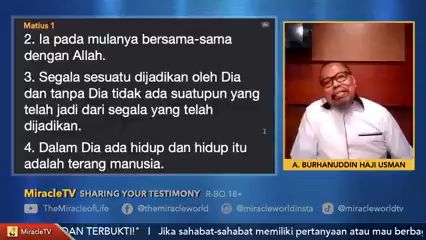 Matius 1
2. Ia pada mulanya bersama-sama
dengan Allah.
3. Segala sesuatu dijadikan oleh Dia
dan tanpa Dia tidak ada suatupun yang
telah jadi dari segala yang telah
dijadikan.
4. Dalam Dia ada hidup dan hidup itu
adalah terang manusia.
1
A. BURHANUDDIN HAJI USMAN
MiracleTV SHARING YOUR TESTIMONY R-BO 18+
TheMiracleofLife @themiracleworld @miracleworldinsta @miracleworldtv
MiracleTV DAN TERBUKTI!" I Jika sahabat-sahabat memiliki pertanyaan atau mau berbag